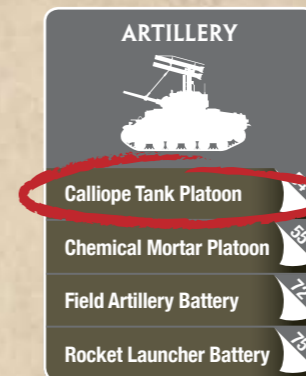 ARTILLERY
Calliope Tank Platoon
Chemical Mortar Platoon
Field Artillery Battery
Rocket Launcher Battery